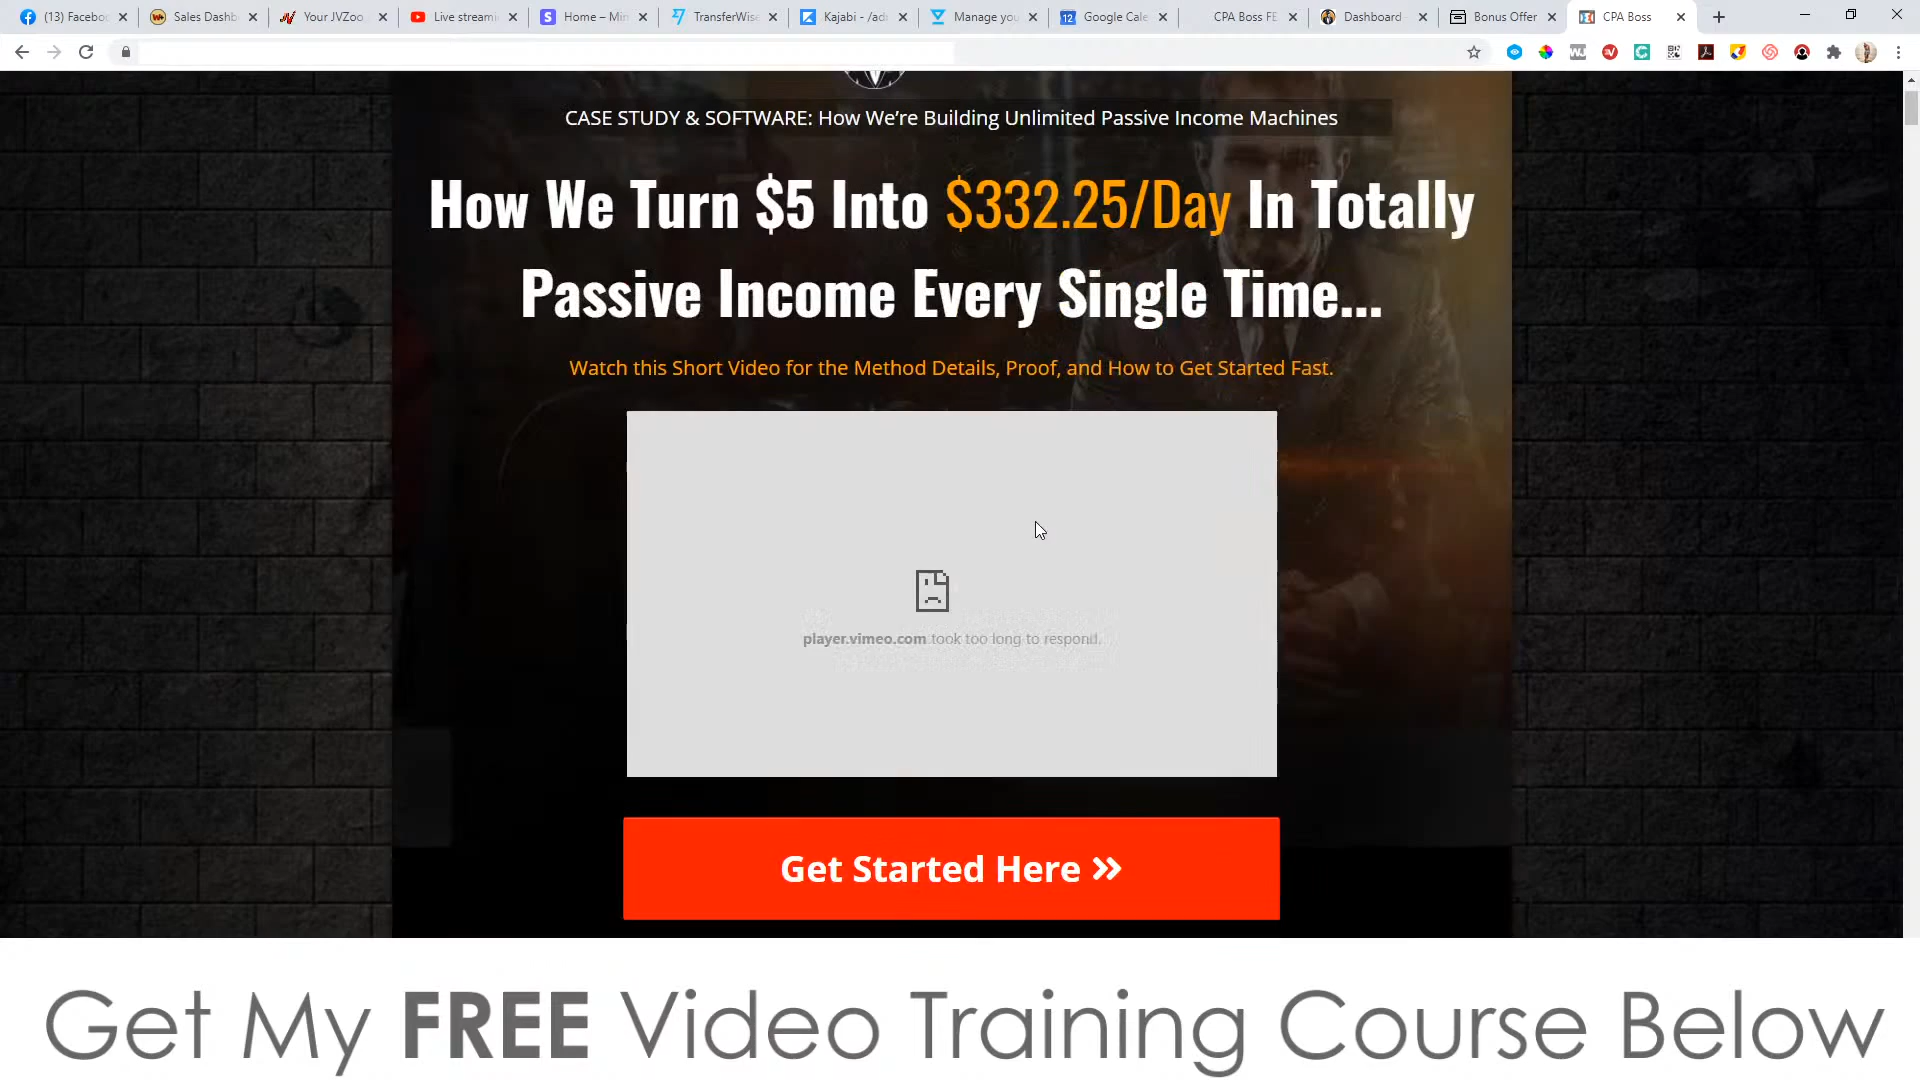 (13) Faceboo
Sales Dashb
Your JVZoo
Live streami
Home – Min
TransferWise
Kajabi - /adi
Manage you
Google Cale
CPA Boss FE
Dashboard
Bonus Offer
CPA Boss
CASE STUDY & SOFTWARE: How We’re Building Unlimited Passive Income Machines
How We Turn $5 Into $332.25/Day In Totally
Passive Income Every Single Time...
Watch this Short Video for the Method Details, Proof, and How to Get Started Fast.
player.vimeo.com took too long to respond.
Get Started Here »
Get My FREE Video Training Course Below